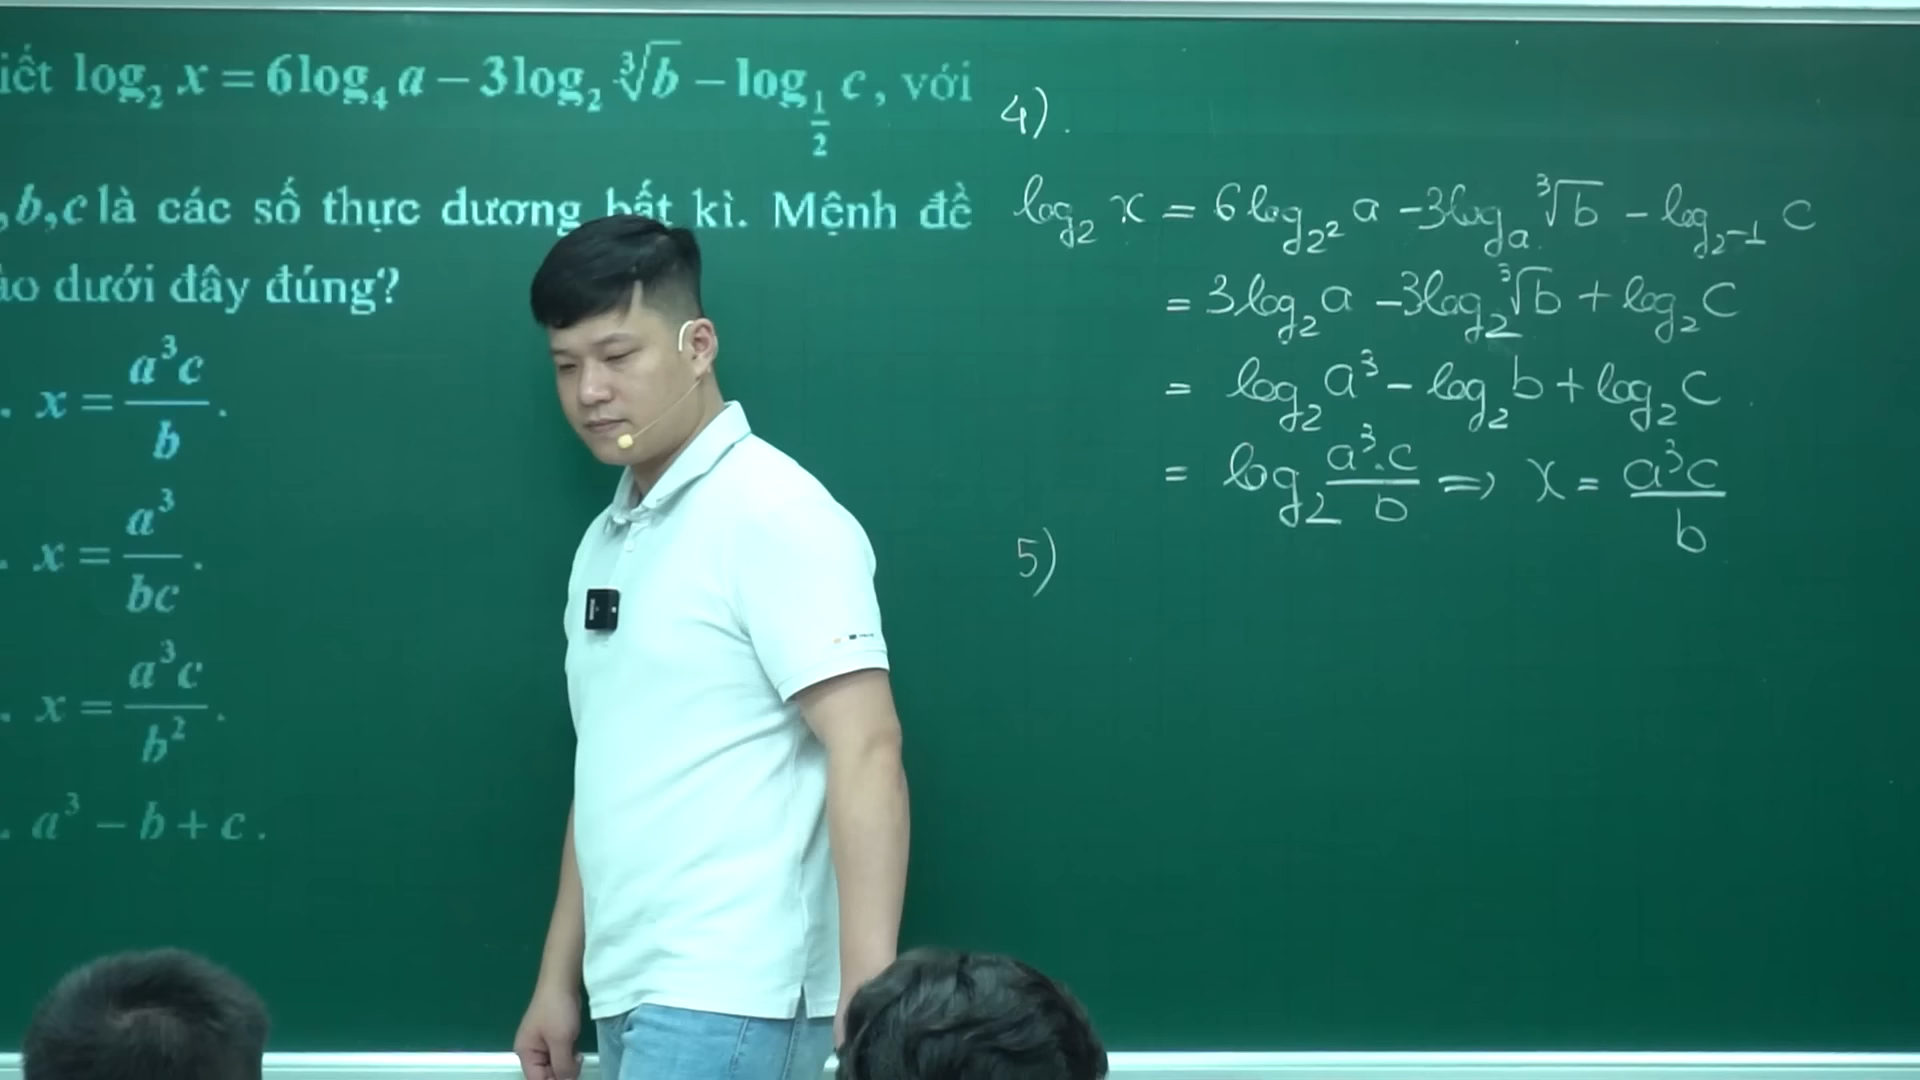 iết log₂ x = 6log₄ a − 3log₂ ∛b − log_{1/2} c, với
,b,c là các số thực dương bất kì. Mệnh đề
ào dưới đây đúng?
. x = a³c/b.
. x = a³/bc.
. x = a³c/b².
. a³ − b + c.
4).
log₂ x = 6log_{2²} a − 3log_a ∛b − log_{2⁻¹} c
= 3log₂ a − 3log₂ ∛b + log₂ c
= log₂ a³ − log₂ b + log₂ c
= log₂ a³.c/b ⇒ x = a³c/b
5)